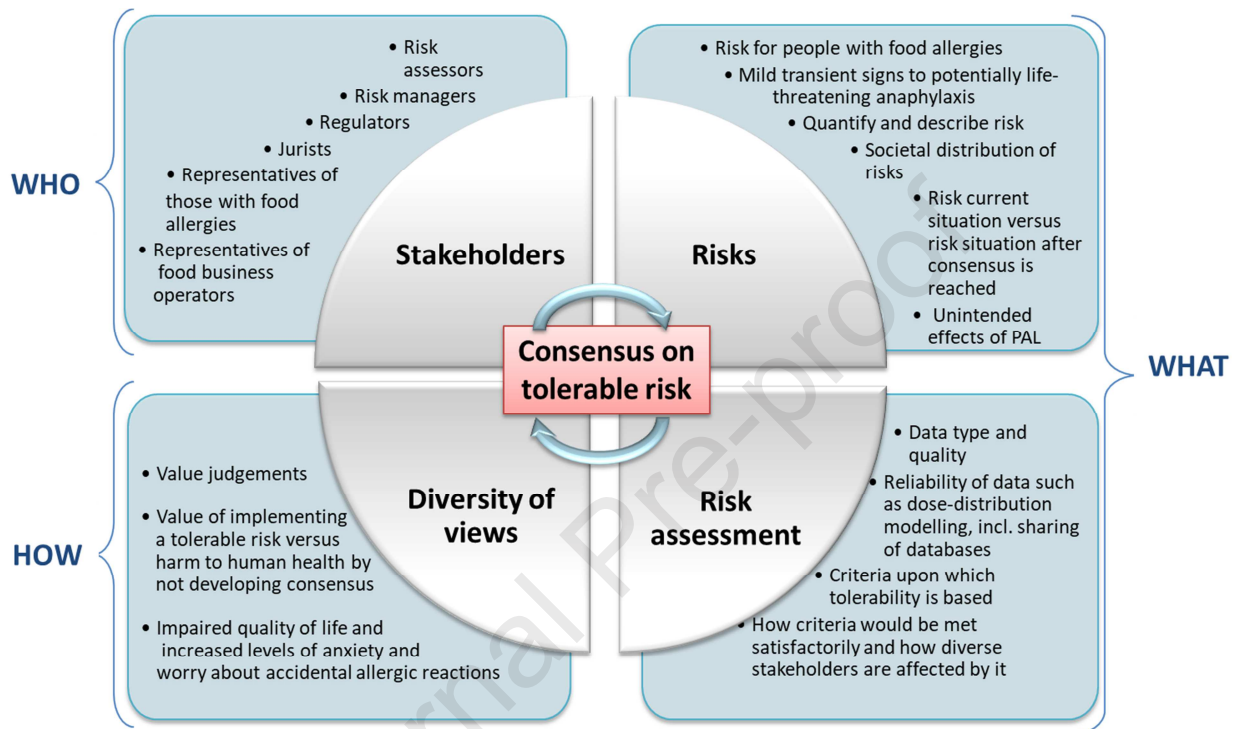 WHO
• Risk
assessors
• Risk managers
• Regulators
• Jurists
• Representatives of
those with food
allergies
• Representatives of
food business
operators
Stakeholders
• Risk for people with food allergies
• Mild transient signs to potentially life-
threatening anaphylaxis
• Quantify and describe risk
• Societal distribution of
risks
• Risk current
situation versus
risk situation after
consensus is
reached
• Unintended
effects of PAL
Risks
WHAT
Consensus on
tolerable risk
HOW
• Value judgements
• Value of implementing
a tolerable risk versus
harm to human health by
not developing consensus
• Impaired quality of life and
increased levels of anxiety and
worry about accidental allergic reactions
Diversity of
views
Risk
assessment
• Data type and
quality
• Reliability of data such
as dose-distribution
modelling, incl. sharing
of databases
• Criteria upon which
tolerability is based
• How criteria would be met
satisfactorily and how diverse
stakeholders are affected by it
rnal Pre-proof